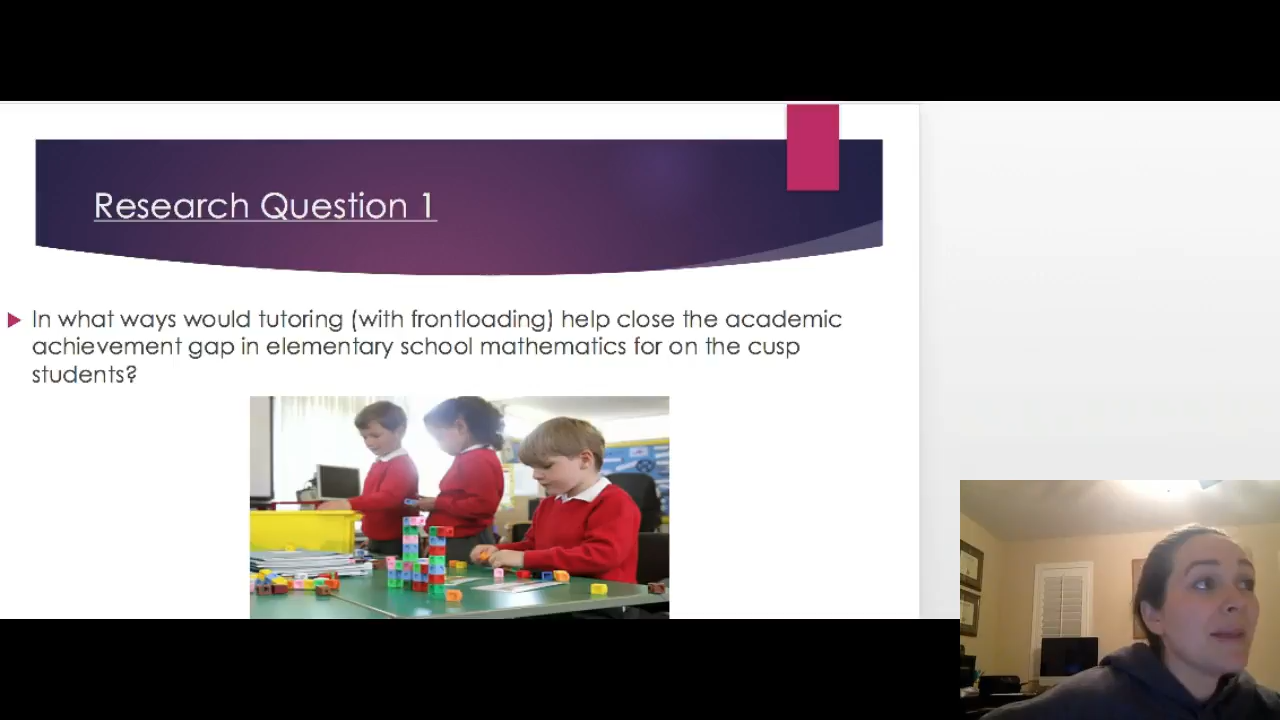 Research Question 1
In what ways would tutoring (with frontloading) help close the academic
achievement gap in elementary school mathematics for on the cusp
students?